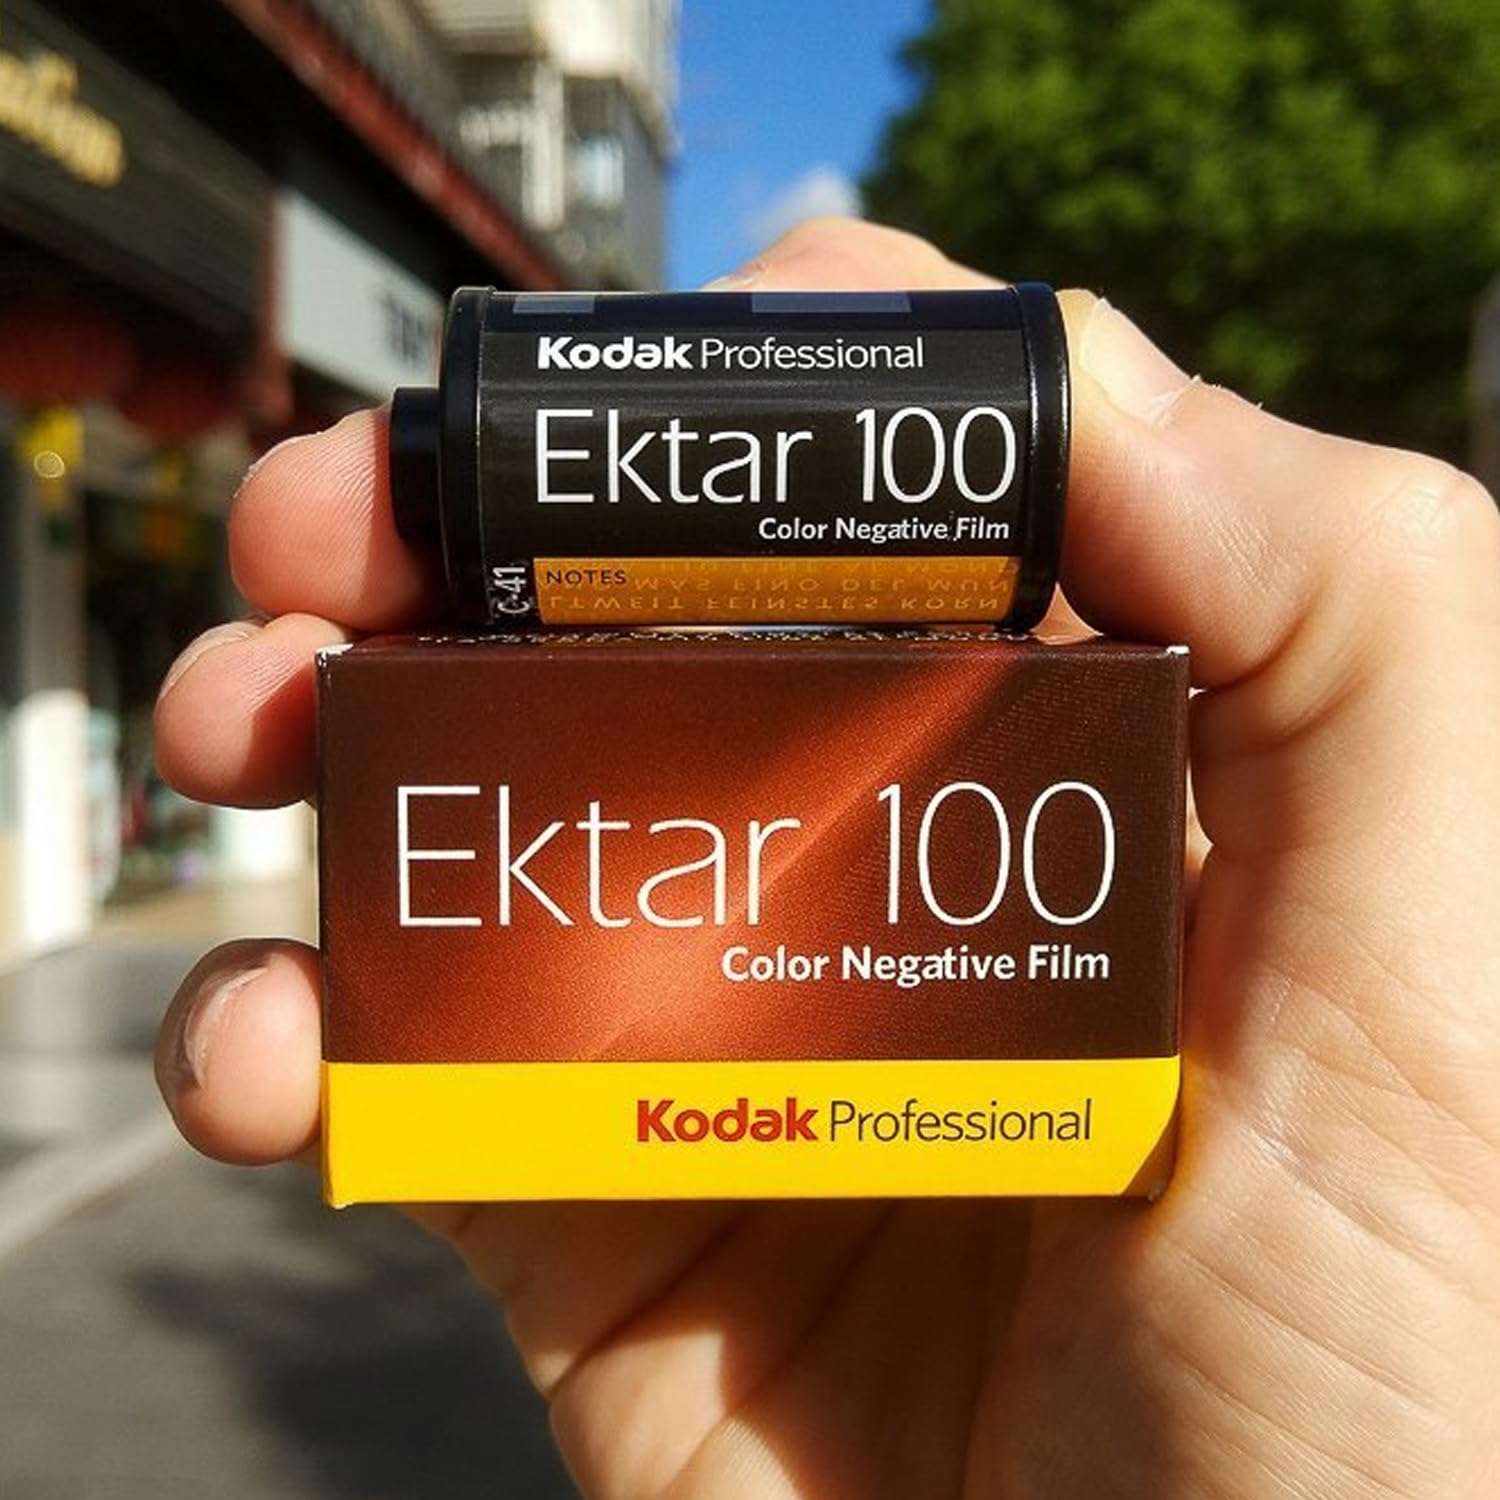 Kodak Professional
Ektar 100
Color Negative Film
C-41
NOTES
Ektar 100
Color Negative Film
Kodak Professional